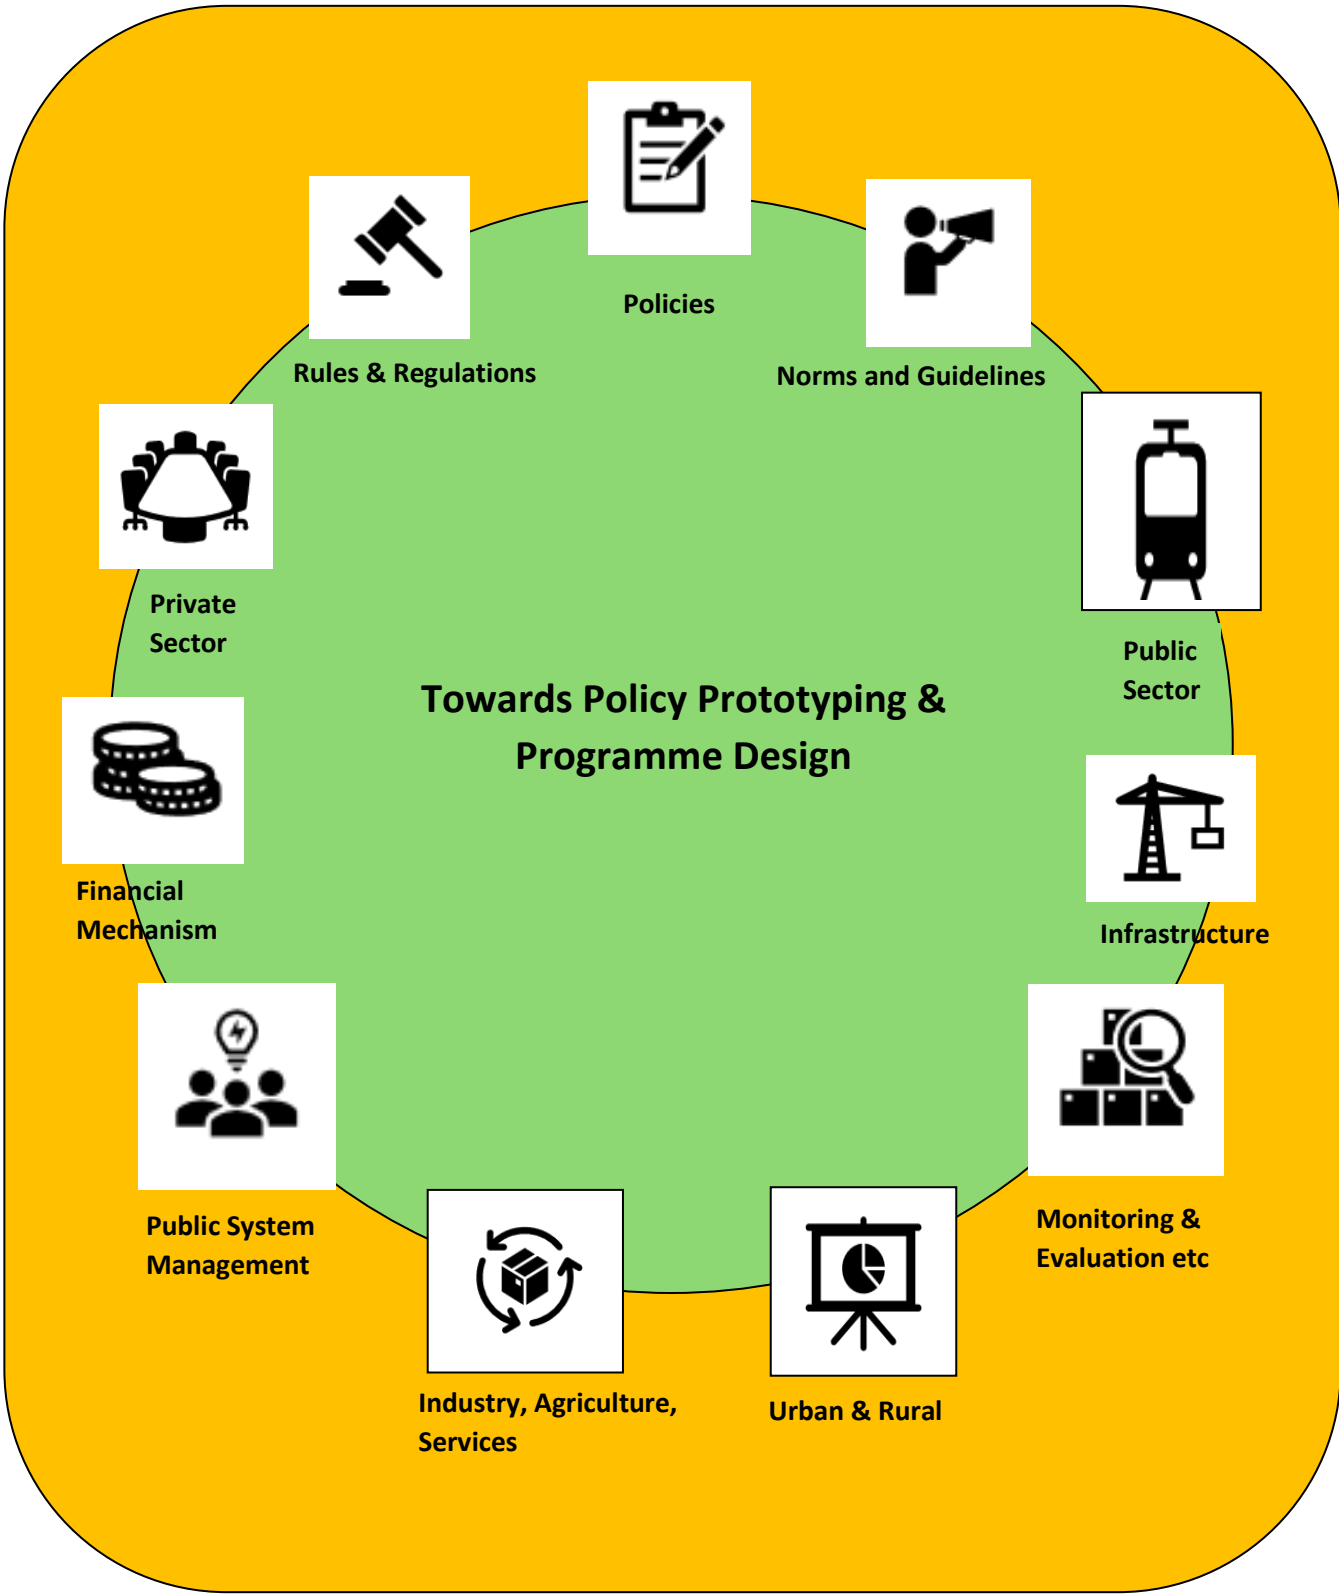 Policies
Rules & Regulations
Norms and Guidelines
Private
Sector
Public
Sector
Towards Policy Prototyping &
Programme Design
Financial
Mechanism
Infrastructure
Public System
Management
Monitoring &
Evaluation etc
Industry, Agriculture,
Services
Urban & Rural